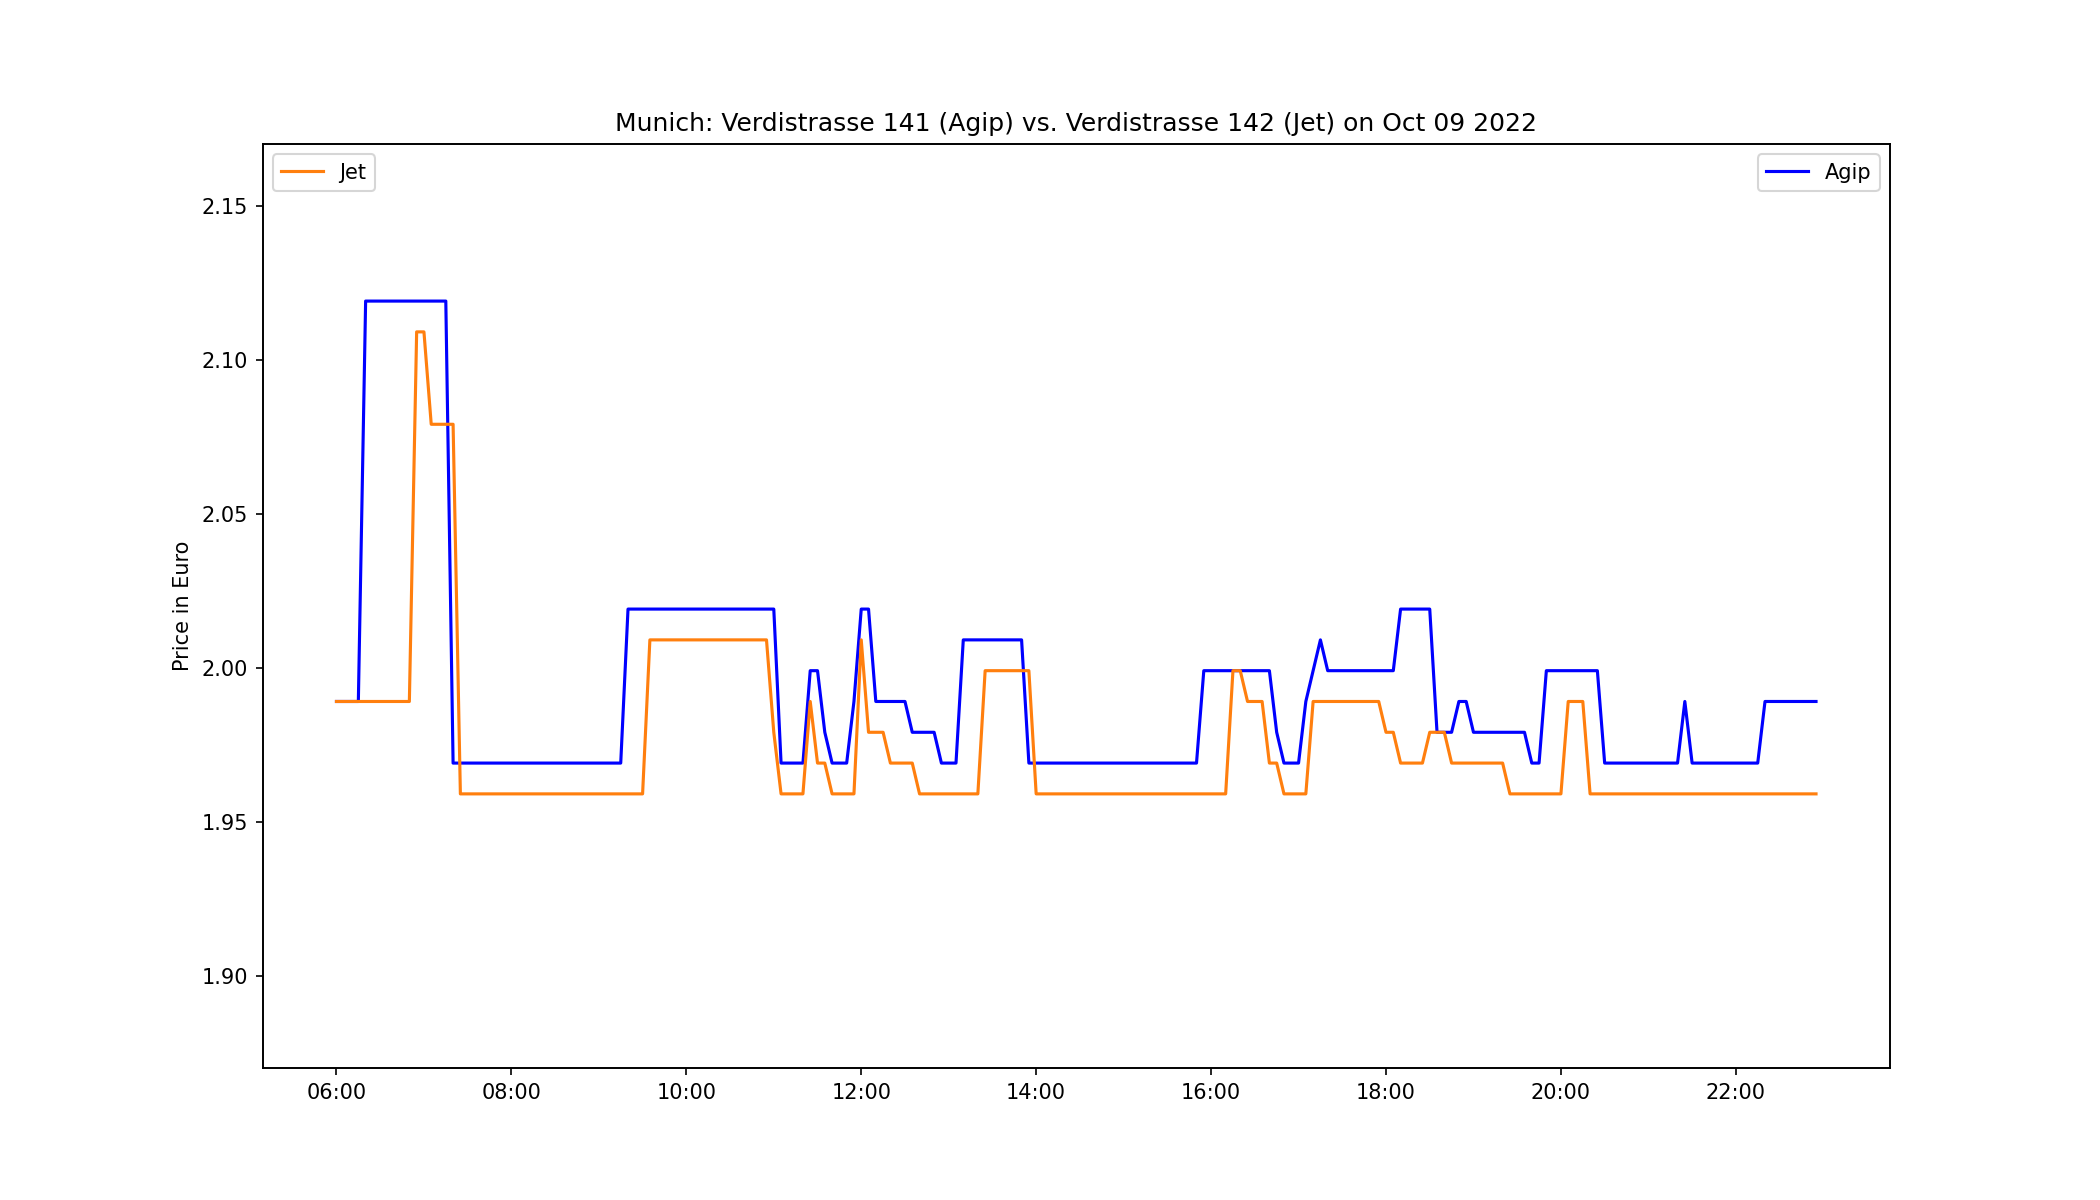 Munich: Verdistrasse 141 (Agip) vs. Verdistrasse 142 (Jet) on Oct 09 2022
Jet
Agip
Price in Euro
2.15
2.10
2.05
2.00
1.95
1.90
06:00 08:00 10:00 12:00 14:00 16:00 18:00 20:00 22:00